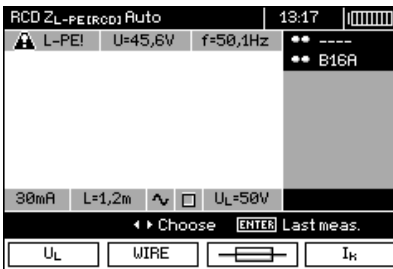 RCD ZL-PE[RCD] Auto 13:17
L-PE! U=45,6V f=50,1Hz ----
B16A
30mA L=1,2m UL=50V
Choose ENTER Last meas.
UL WIRE IK